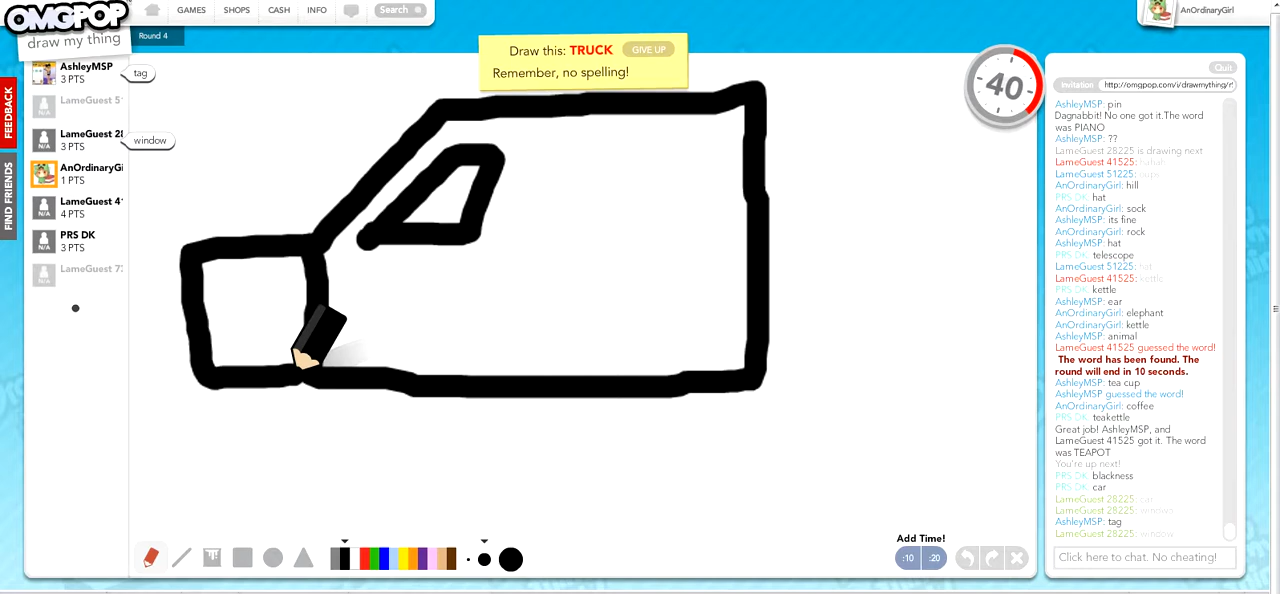 OMGPOP
draw my thing
GAMES SHOPS CASH INFO Search
AnOrdinaryGirl
Round 4
FEEDBACK
FIND FRIENDS
AshleyMSP
3 PTS
tag
LameGuest 5
LameGuest 28
3 PTS
window
AnOrdinaryGi
1 PTS
LameGuest 4
4 PTS
PRS DK
3 PTS
LameGuest 7
N/A
N/A
N/A
N/A
N/A
Draw this: TRUCK GIVE UP
Remember, no spelling!
40
Quit
Invitation http://omgpop.com/i/drawmything/r
AshleyMSP: pin
Dagnabbit! No one got it.The word
was PIANO
AshleyMSP: ??
LameGuest 28225 is drawing next
LameGuest 41525: hahah
LameGuest 51225:
AnOrdinaryGirl: hill
PRS DK: hat
AnOrdinaryGirl: sock
AshleyMSP: its fine
AnOrdinaryGirl: rock
AshleyMSP: hat
PRS DK: telescope
LameGuest 51225: hat
LameGuest 41525: kettle
PRS DK: kettle
AshleyMSP: ear
AnOrdinaryGirl: elephant
AnOrdinaryGirl: kettle
AshleyMSP: animal
LameGuest 41525 guessed the word!
The word has been found. The
round will end in 10 seconds.
AshleyMSP: tea cup
AshleyMSP guessed the word!
AnOrdinaryGirl: coffee
PRS DK: teakettle
Great job! AshleyMSP, and
LameGuest 41525 got it. The word
was TEAPOT
You're up next!
PRS DK: blackness
PRS DK: car
LameGuest 28225: car
LameGuest 28225: windows
AshleyMSP: tag
LameGuest 28225: window
Click here to chat. No cheating!
Add Time!
:10 :20